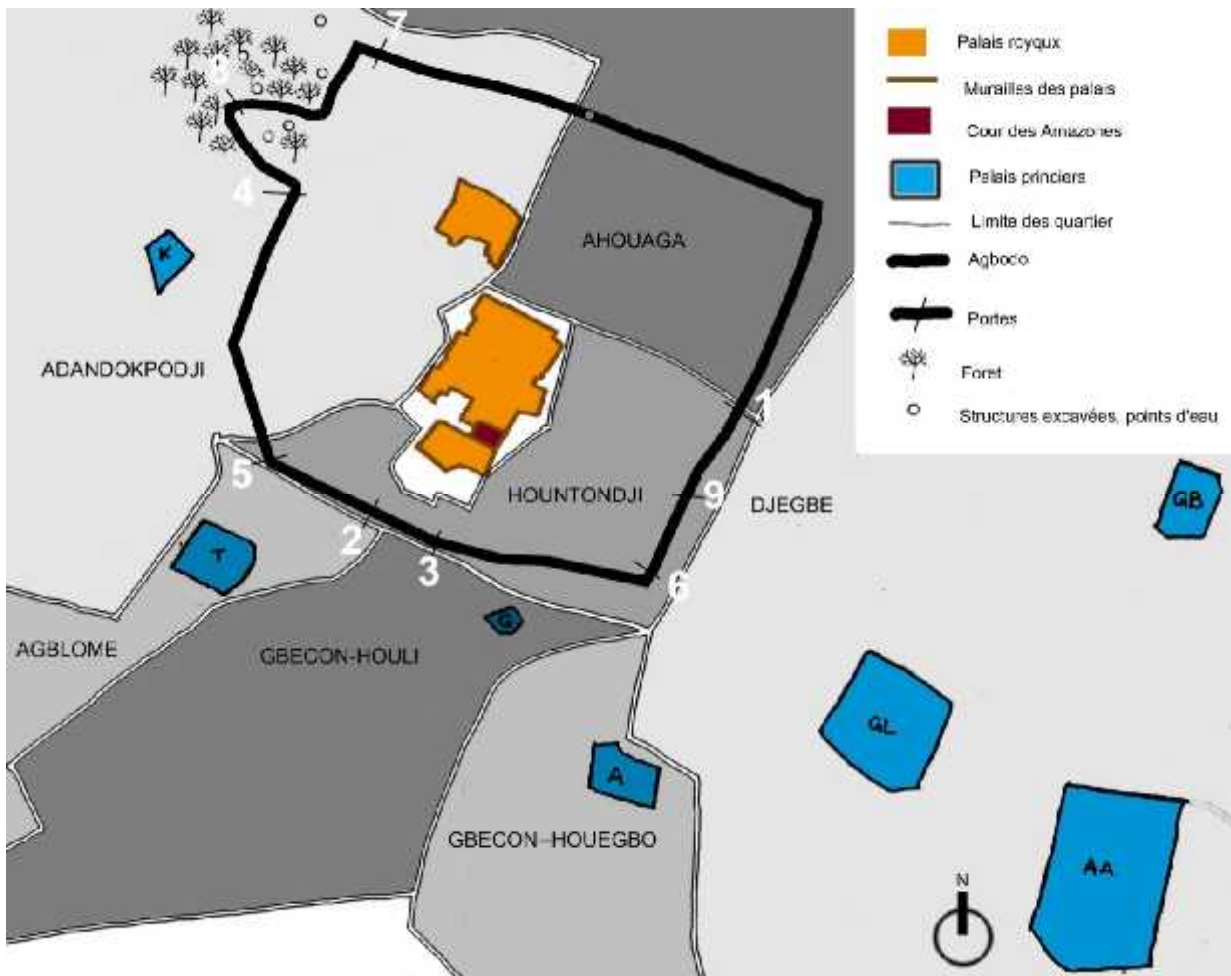 7
8
4
AHOUAGA
K
ADANDOKPODJI
1
5
HOUNTONDJI
9
DJEGBE
GB
2
3
T
6
G
AGBLOME
GBECON-HOULI
GL
A
GBECON-HOUEGBO
AA
N
Palais royqux
Murailles des palais
Cour des Amazones
Palais princiers
Limite des quartier
Agbodo
Portes
Foret
Structures excavées, points d'eau